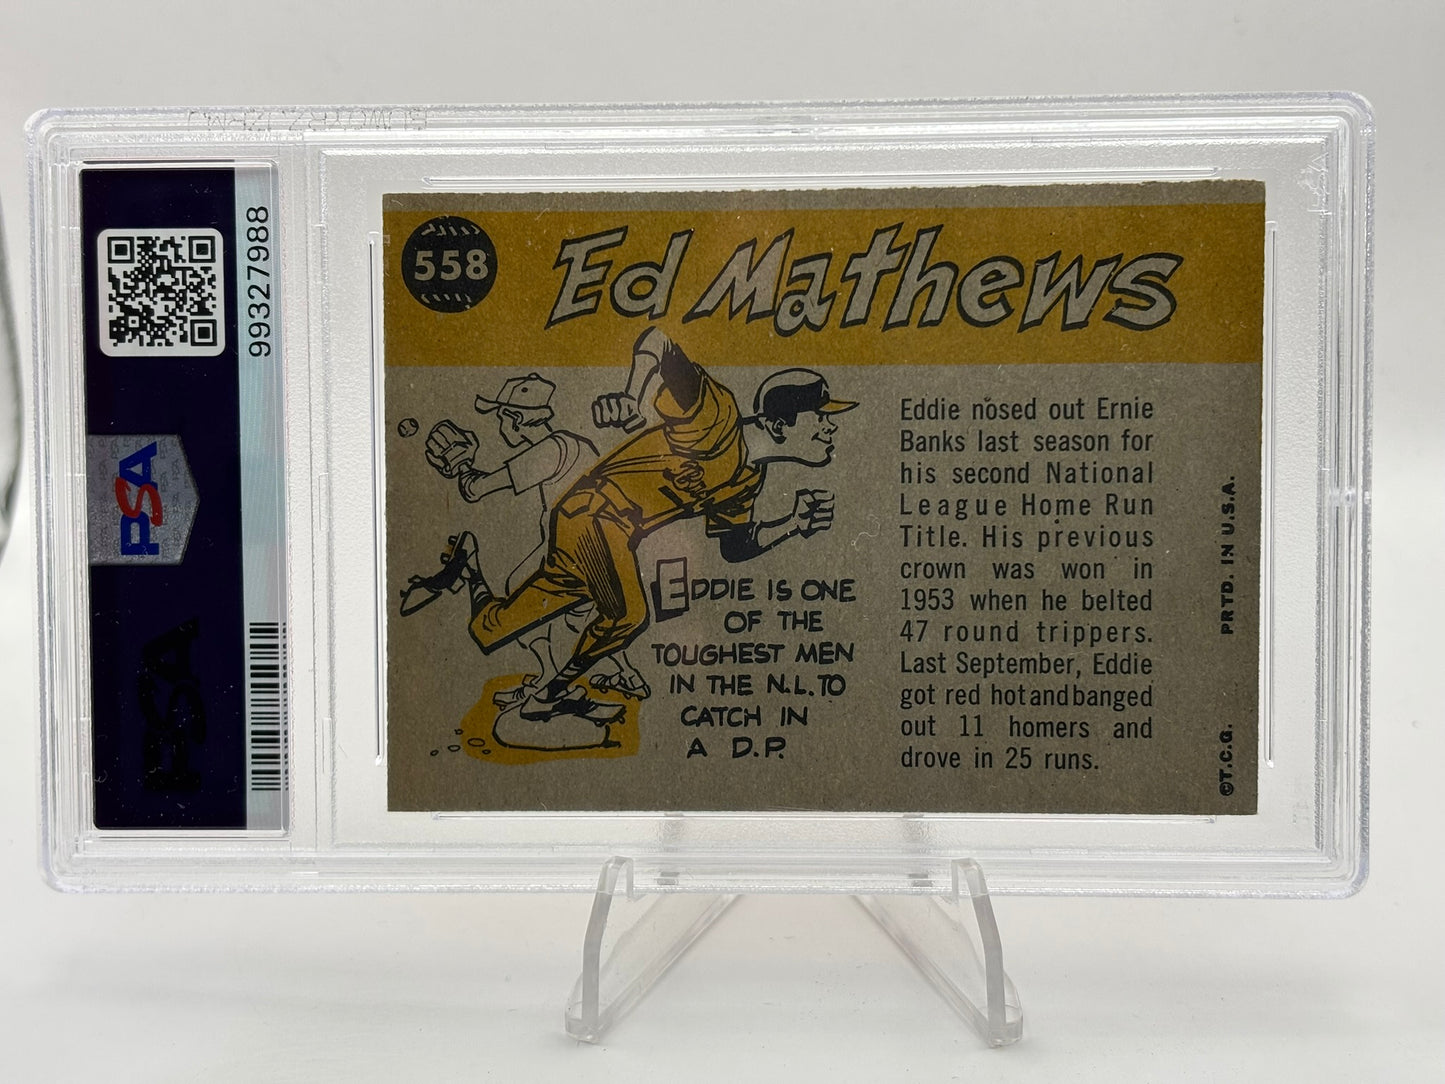 99327988
PSA
PSA
558
Ed Mathews
EDDIE IS ONE
OF THE
TOUGHEST MEN
IN THE N.L. TO
CATCH IN
A D.P.
Eddie nosed out Ernie
Banks last season for
his second National
League Home Run
Title. His previous
crown was won in
1953 when he belted
47 round trippers.
Last September, Eddie
got red hot and banged
out 11 homers and
drove in 25 runs.
©T.C.G. PRTD. IN U.S.A.